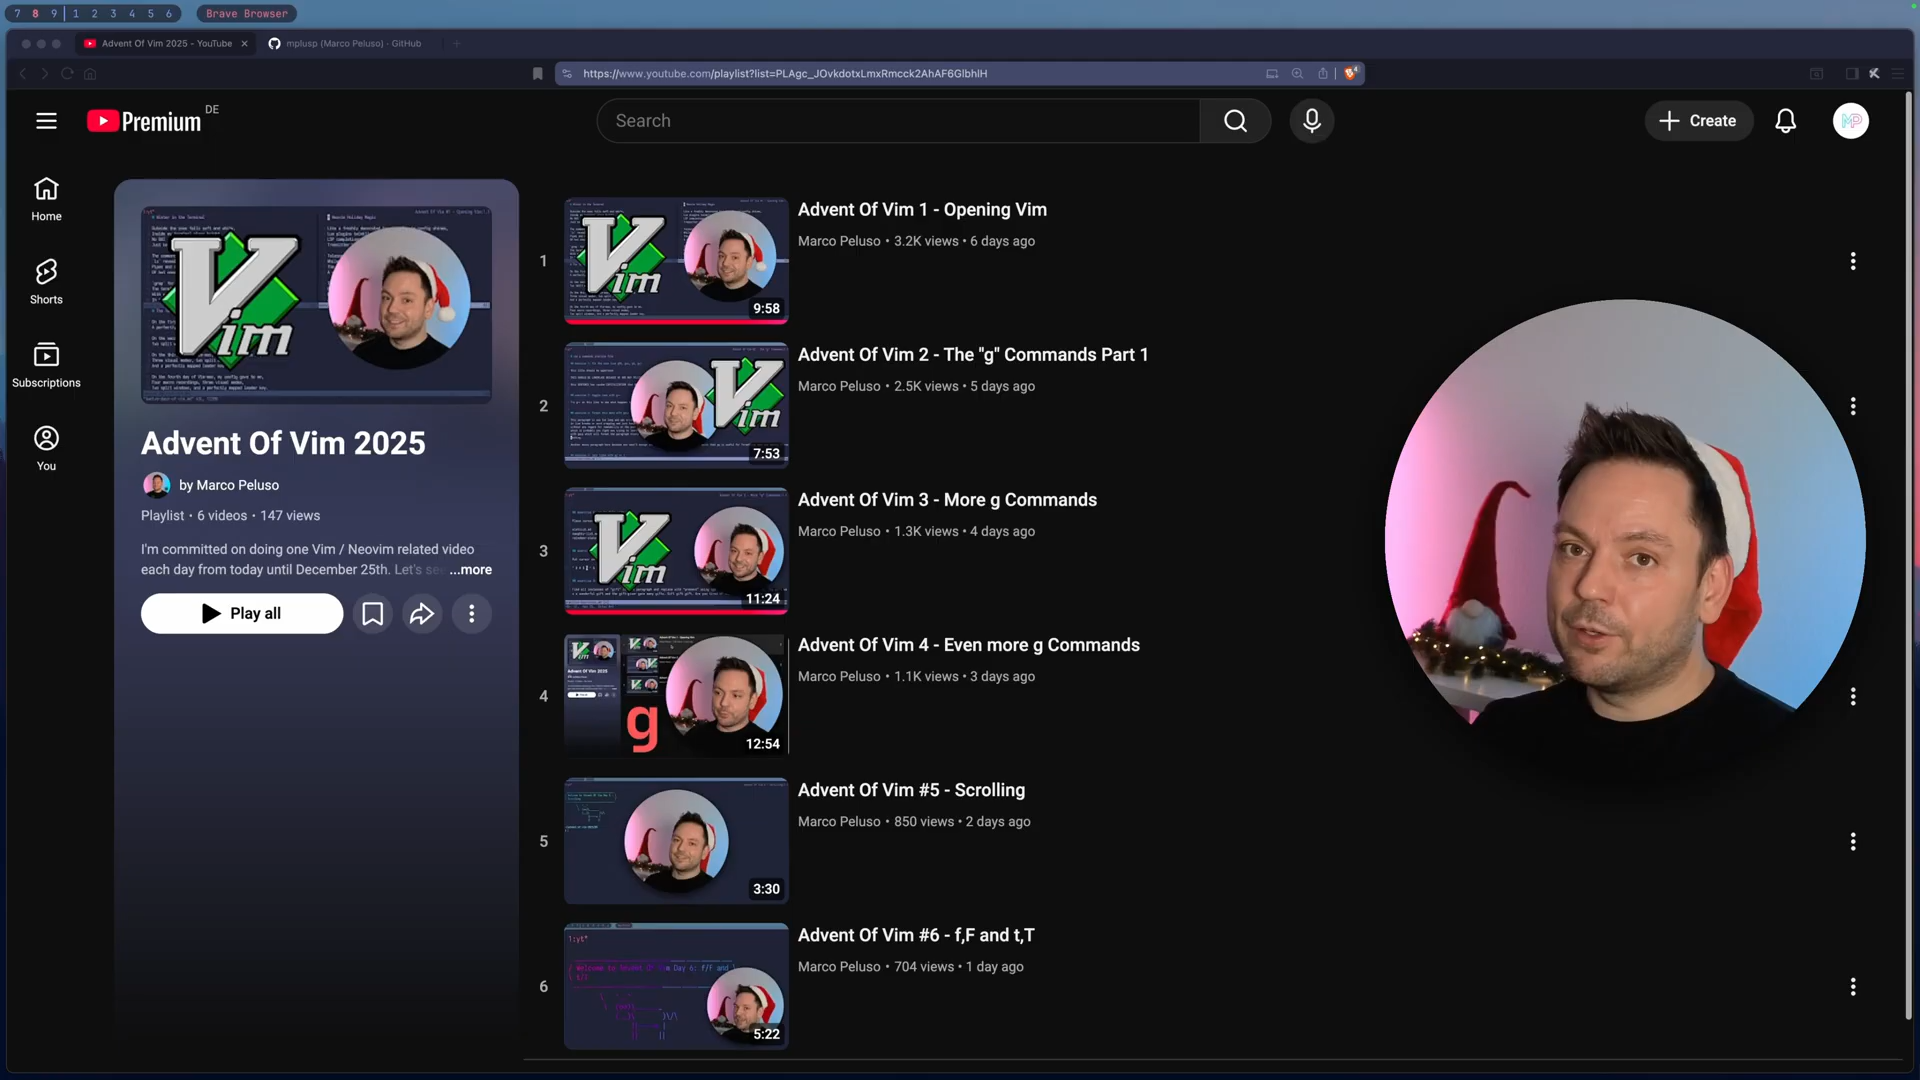 7 8 9 1 2 3 4 5 6 Brave Browser
Advent Of Vim 2025 - YouTube
mplusp (Marco Peluso) · GitHub
https://www.youtube.com/playlist?list=PLAgc_JOvkdotxLmxRmcck2AhAF6GlbhlH
Premium DE
Search
Create
Home
Shorts
Subscriptions
You
Vim
Advent Of Vim 2025
by Marco Peluso
Playlist • 6 videos • 147 views
I'm committed on doing one Vim / Neovim related video
each day from today until December 25th. Let's se ...more
Play all
1
Vim
9:58
Advent Of Vim 1 - Opening Vim
Marco Peluso • 3.2K views • 6 days ago
2
Vim
7:53
Advent Of Vim 2 - The "g" Commands Part 1
Marco Peluso • 2.5K views • 5 days ago
3
Vim
11:24
Advent Of Vim 3 - More g Commands
Marco Peluso • 1.3K views • 4 days ago
4
g
12:54
Advent Of Vim 4 - Even more g Commands
Marco Peluso • 1.1K views • 3 days ago
5
3:30
Advent Of Vim #5 - Scrolling
Marco Peluso • 850 views • 2 days ago
6
5:22
Advent Of Vim #6 - f,F and t,T
Marco Peluso • 704 views • 1 day ago